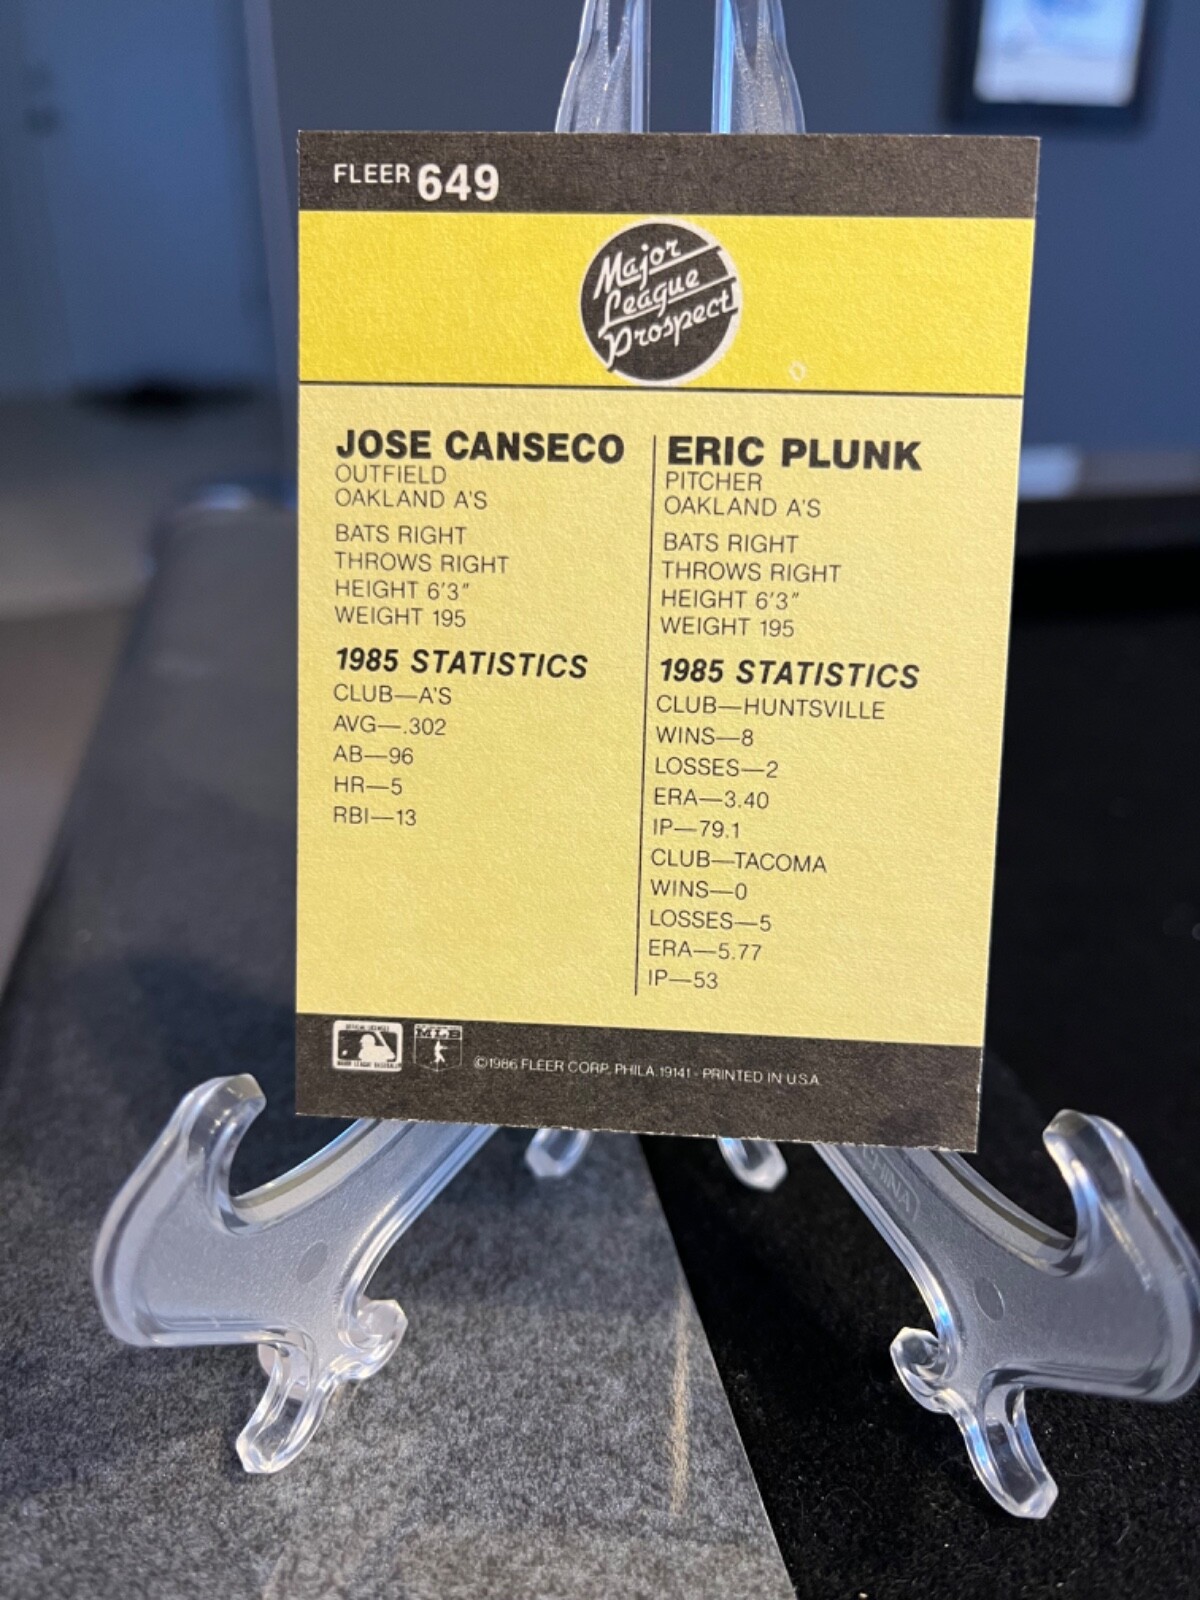 FLEER 649
Major
League
Prospect
JOSE CANSECO
OUTFIELD
OAKLAND A'S
BATS RIGHT
THROWS RIGHT
HEIGHT 6'3"
WEIGHT 195
1985 STATISTICS
CLUB—A'S
AVG—.302
AB—96
HR—5
RBI—13
ERIC PLUNK
PITCHER
OAKLAND A'S
BATS RIGHT
THROWS RIGHT
HEIGHT 6'3"
WEIGHT 195
1985 STATISTICS
CLUB—HUNTSVILLE
WINS—8
LOSSES—2
ERA—3.40
IP—79.1
CLUB—TACOMA
WINS—0
LOSSES—5
ERA—5.77
IP—53
MLB
©1986 FLEER CORP. PHILA. 19141 - PRINTED IN U.S.A.